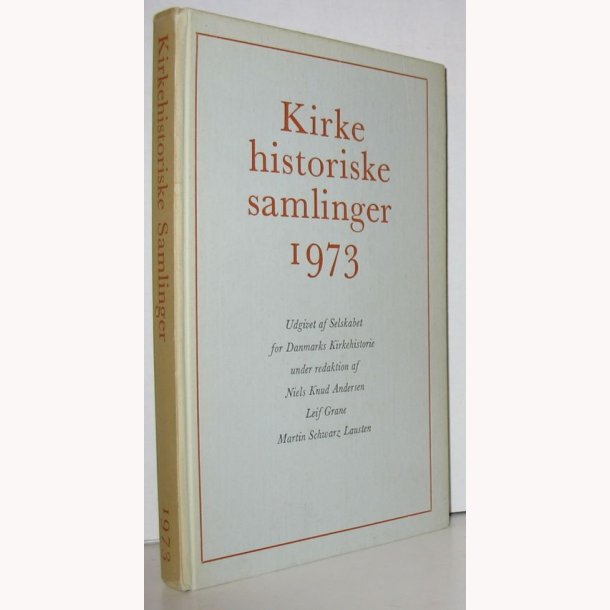 Kirkehistoriske Samlinger 1973
Kirke
historiske
samlinger
1973
Udgivet af Selskabet
for Danmarks Kirkehistorie
under redaktion af
Niels Knud Andersen
Leif Grane
Martin Schwarz Lausten